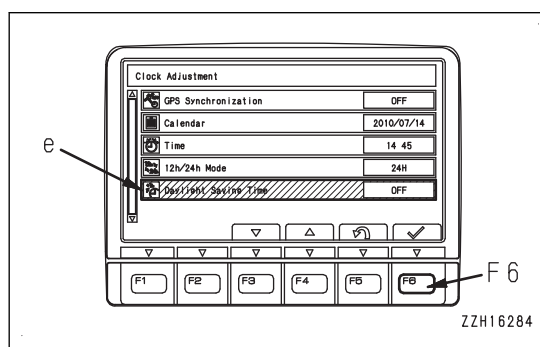 Clock Adjustment
GPS Synchronization OFF
Calendar 2010/07/14
Time 14 45
12h/24h Mode 24H
e
Daylight Saving Time OFF
F1 F2 F3 F4 F5 F6
F6
ZZH16284